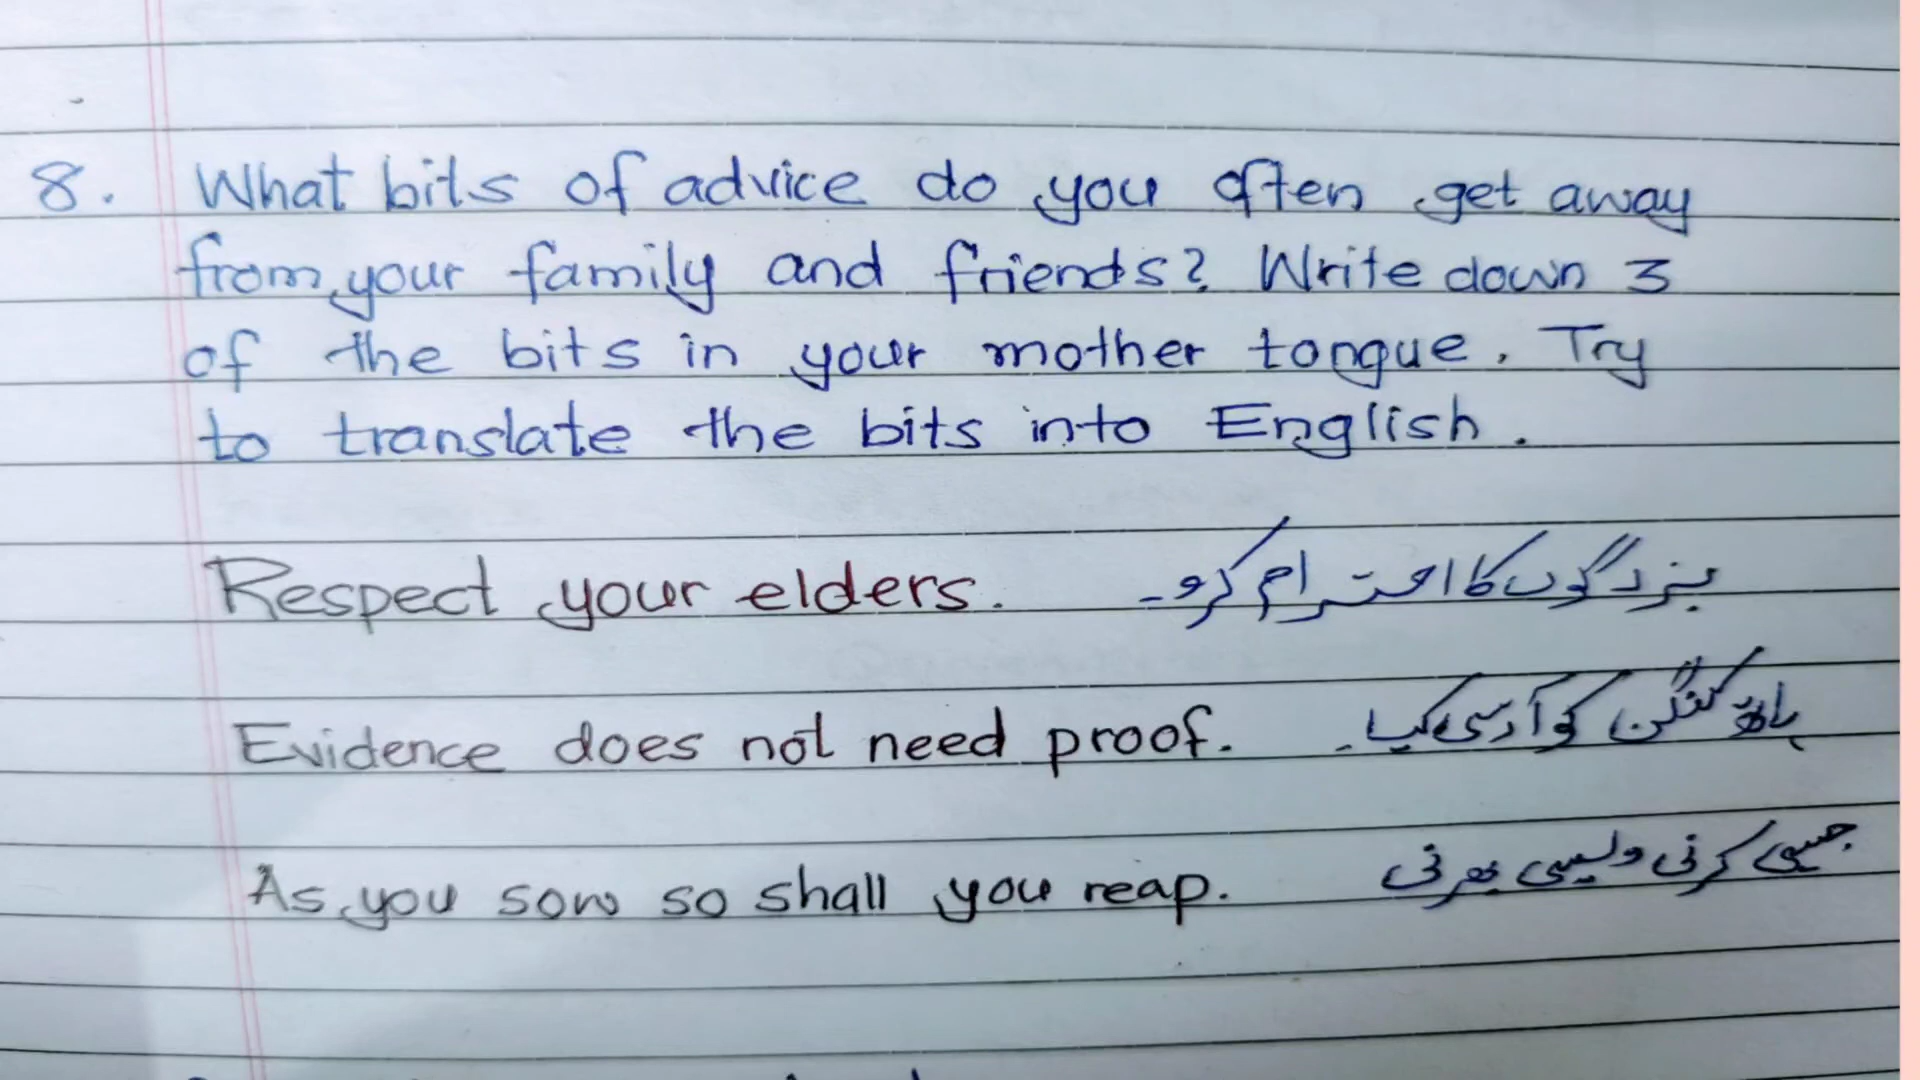 8. What bits of advice do you often get away
from your family and friends? Write down 3
of the bits in your mother tongue. Try
to translate the bits into English.
Respect your elders. بزرگوں کا احترام کرو۔
Evidence does not need proof. ہاتھ کنگن کو آرسی کیا۔
As you sow so shall you reap. جیسی کرنی ویسی بھرنی